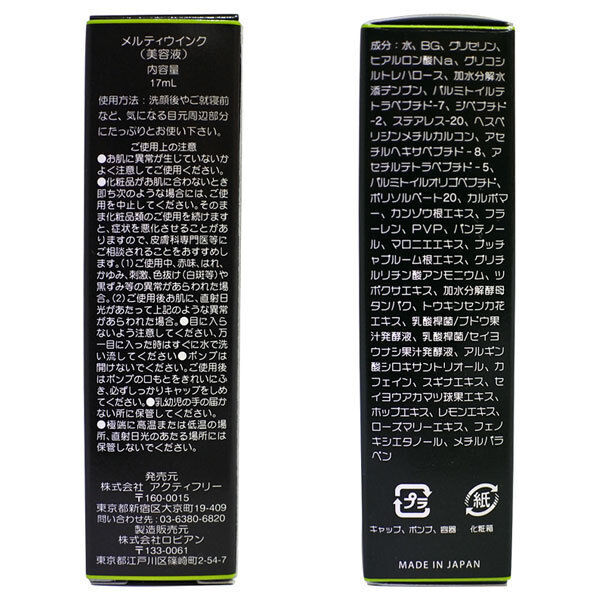 メルティウインク
（美容液）
内容量
17mL
使用方法：洗顔後やご就寝前
など、気になる目元周辺部分
にたっぷりとお使い下さい。
ご使用上の注意
●お肌に異常が生じていないか
よく注意してご使用ください。
●化粧品がお肌に合わないとき
即ち次のような場合には、ご使
用を中止してください。そのま
まま化粧品類のご使用を続けます
と、症状を悪化させることがあ
りますので、皮膚科専門医等に
ご相談されることをおすすめし
ます。(1)ご使用中、赤味、はれ、
かゆみ、刺激、色抜け(白斑等)や
黒ずみ等の異常があらわれた場
合。(2)ご使用後お肌に、直射日
光があたって上記のような異常
があらわれた場合。●目に入ら
ないよう注意してください。万
一目に入った時はすぐに水で洗
い流してください●ポンプは
開けないでください。ご使用後
はポンプの口もとをきれいにふ
き、必ずしっかりキャップをしめ
てください。●乳幼児の手の届か
ない所に保管してください。
●極端に高温または低温の場
所、直射日光のあたる場所には
保管しないでください。
発売元
株式会社 アクティフリー
〒160-0015
東京都新宿区大京町19-409
問い合わせ先：03-6380-6820
製造販売元
株式会社ロビアン
〒133-0061
東京都江戸川区篠崎町2-54-7
成分：水、BG、グリセリン、
ヒアルロン酸Na、グリコシ
ルトレハロース、加水分解水
添デンプン、パルミトイルテ
トラペプチド-7、ジペプチド
-2、ステアレス-20、ヘスペ
リジンメチルカルコン、アセ
チルヘキサペプチド-8、ア
セチルテトラペプチド-5、
パルミトイルオリゴペプチド、
ポリソルベート20、カルボマ
ー、カンゾウ根エキス、フラ
ーレン、PVP、パンテノー
ル、マロニエエキス、ブッチ
ャブルーム根エキス、グリチ
ルリチン酸アンモニウム、ツ
ボクサエキス、加水分解酵母
タンパク、トウキンセンカ花
エキス、乳酸桿菌/ブドウ果
汁発酵液、乳酸桿菌/セイヨ
ウナシ果汁発酵液、アルギン
酸シロキサントリオール、カ
フェイン、スギナエキス、セ
イヨウアカマツ球果エキス、
ホップエキス、レモンエキス、
ローズマリーエキス、フェノ
キシエタノール、メチルパラ
ベン
プラ
紙
キャップ、ポンプ、容器
化粧箱
MADE IN JAPAN